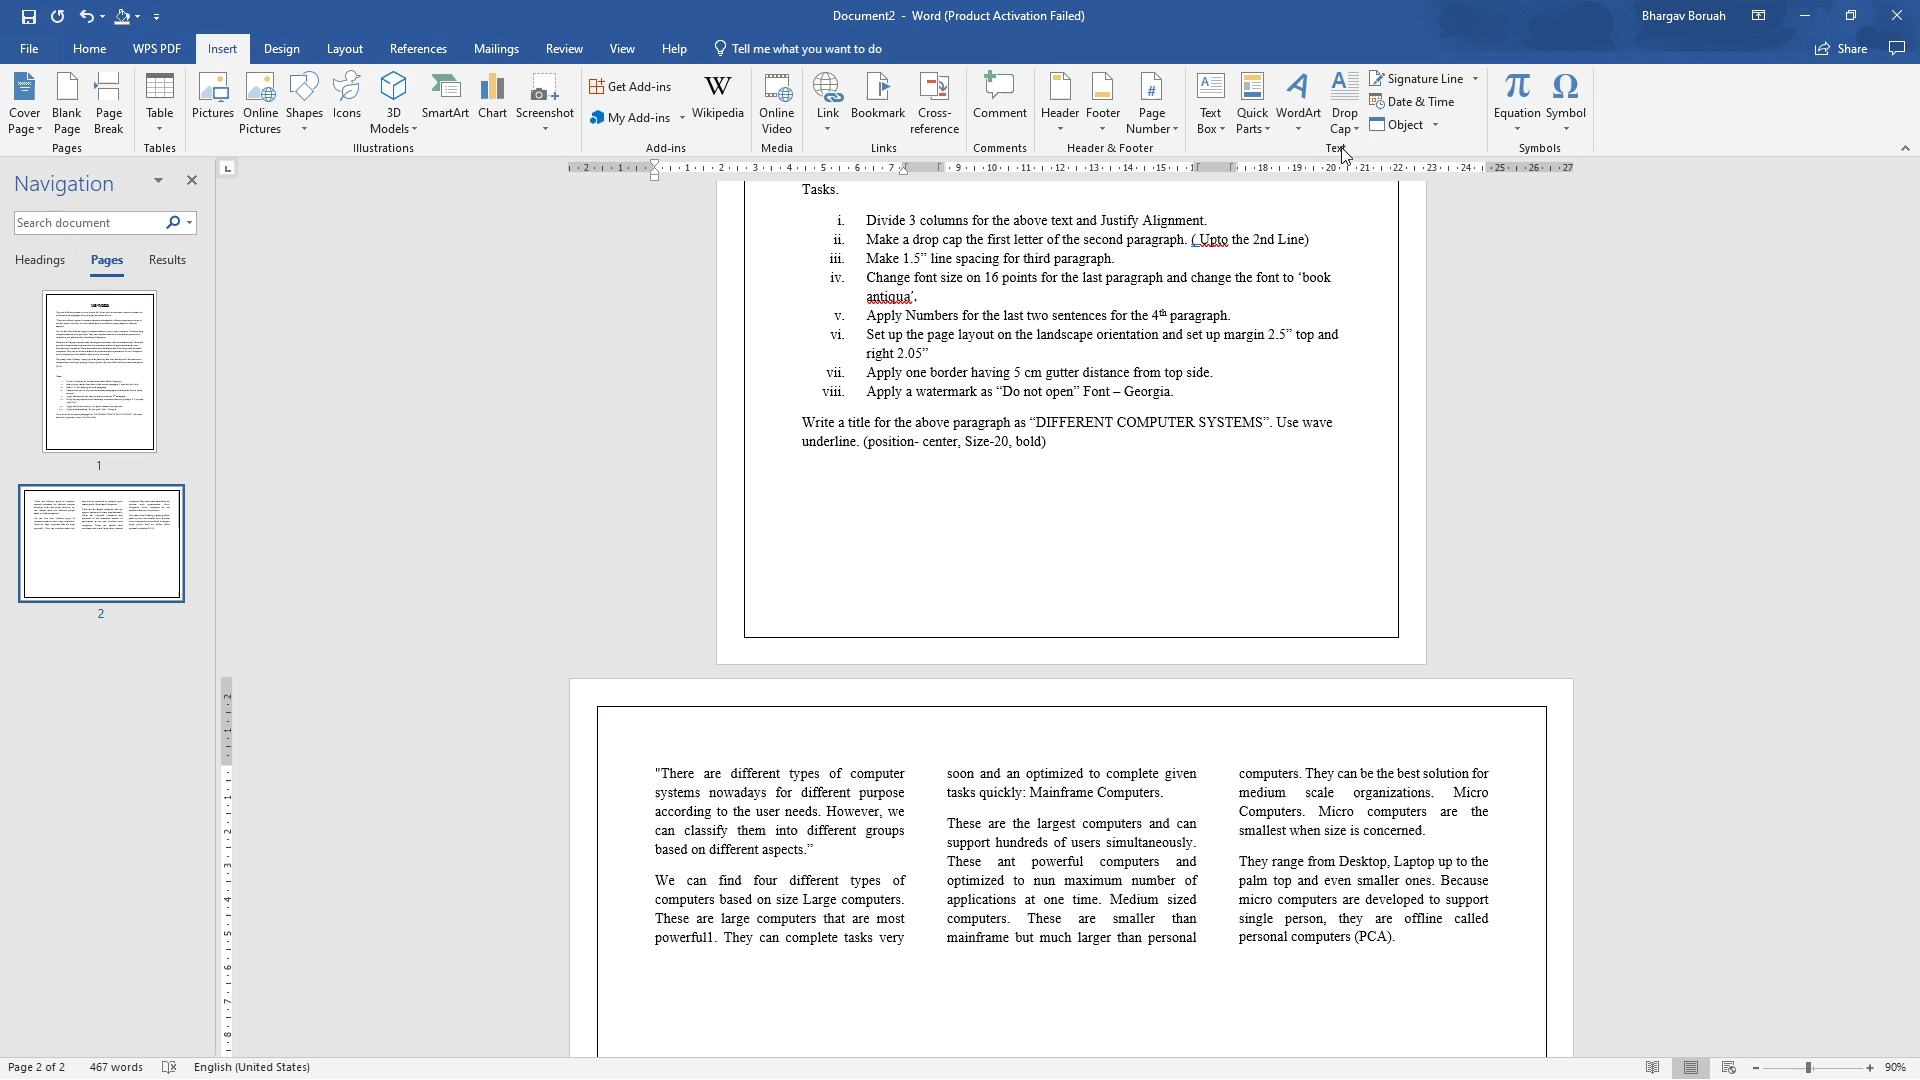 Document2 - Word (Product Activation Failed)
Bhargav Boruah
File Home WPS PDF Insert Design Layout References Mailings Review View Help Tell me what you want to do
Share
Cover Page
Blank Page
Page Break
Table
Pictures
Online Pictures
Shapes
Icons
3D Models
SmartArt
Chart
Screenshot
Get Add-ins
My Add-ins
Wikipedia
Online Video
Link
Bookmark
Cross-reference
Comment
Header
Footer
Page Number
Text Box
Quick Parts
WordArt
Drop Cap
Signature Line
Date & Time
Object
Equation
Symbol
Pages Tables Illustrations Add-ins Media Links Comments Header & Footer Text Symbols
Navigation
Search document
Headings Pages Results
1
2
Tasks.
i. Divide 3 columns for the above text and Justify Alignment.
ii. Make a drop cap the first letter of the second paragraph. ( Upto the 2nd Line)
iii. Make 1.5” line spacing for third paragraph.
iv. Change font size on 16 points for the last paragraph and change the font to ‘book
antiqua’.
v. Apply Numbers for the last two sentences for the 4th paragraph.
vi. Set up the page layout on the landscape orientation and set up margin 2.5” top and
right 2.05”
vii. Apply one border having 5 cm gutter distance from top side.
viii. Apply a watermark as “Do not open” Font – Georgia.
Write a title for the above paragraph as “DIFFERENT COMPUTER SYSTEMS”. Use wave
underline. (position- center, Size-20, bold)
"There are different types of computer
systems nowadays for different purpose
according to the user needs. However, we
can classify them into different groups
based on different aspects.”
We can find four different types of
computers based on size Large computers.
These are large computers that are most
powerful1. They can complete tasks very
soon and an optimized to complete given
tasks quickly: Mainframe Computers.
These are the largest computers and can
support hundreds of users simultaneously.
These ant powerful computers and
optimized to nun maximum number of
applications at one time. Medium sized
computers. These are smaller than
mainframe but much larger than personal
computers. They can be the best solution for
medium scale organizations. Micro
Computers. Micro computers are the
smallest when size is concerned.
They range from Desktop, Laptop up to the
palm top and even smaller ones. Because
micro computers are developed to support
single person, they are offline called
personal computers (PCA).
Page 2 of 2 467 words English (United States)
90%